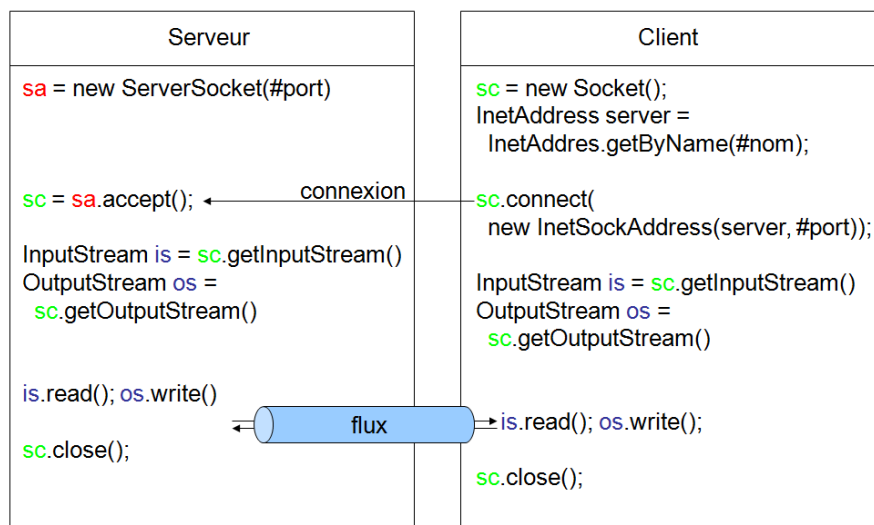 Serveur
sa = new ServerSocket(#port)
sc = sa.accept();
InputStream is = sc.getInputStream()
OutputStream os =
sc.getOutputStream()
is.read(); os.write()
sc.close();
connexion
flux
Client
sc = new Socket();
InetAddress server =
InetAddres.getByName(#nom);
sc.connect(
new InetSockAddress(server, #port));
InputStream is = sc.getInputStream()
OutputStream os =
sc.getOutputStream()
is.read(); os.write();
sc.close();